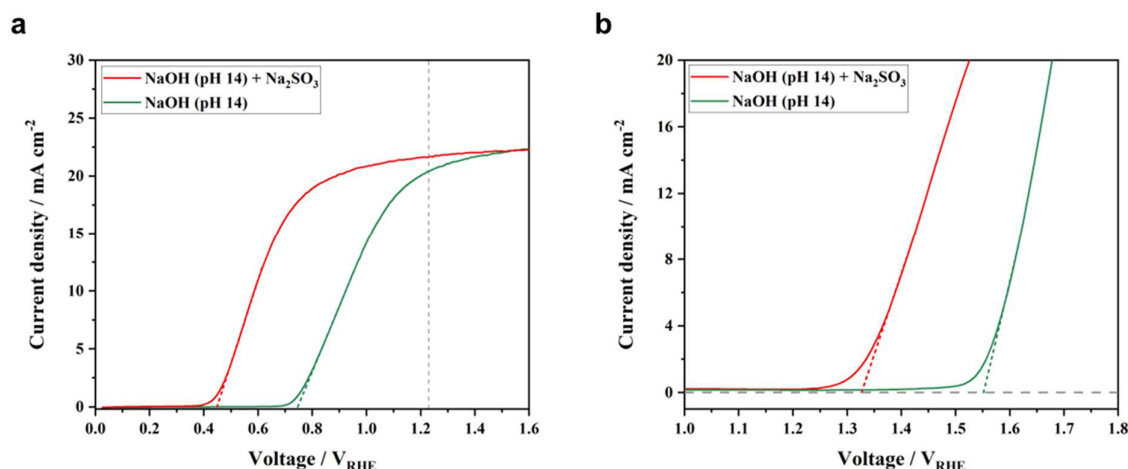 a
b
NaOH (pH 14) + Na₂SO₃
NaOH (pH 14)
30
25
20
15
10
5
0
Current density / mA cm⁻²
0.0 0.2 0.4 0.6 0.8 1.0 1.2 1.4 1.6
Voltage / V_RHE
NaOH (pH 14) + Na₂SO₃
NaOH (pH 14)
20
16
12
8
4
0
Current density / mA cm⁻²
1.0 1.1 1.2 1.3 1.4 1.5 1.6 1.7 1.8
Voltage / V_RHE